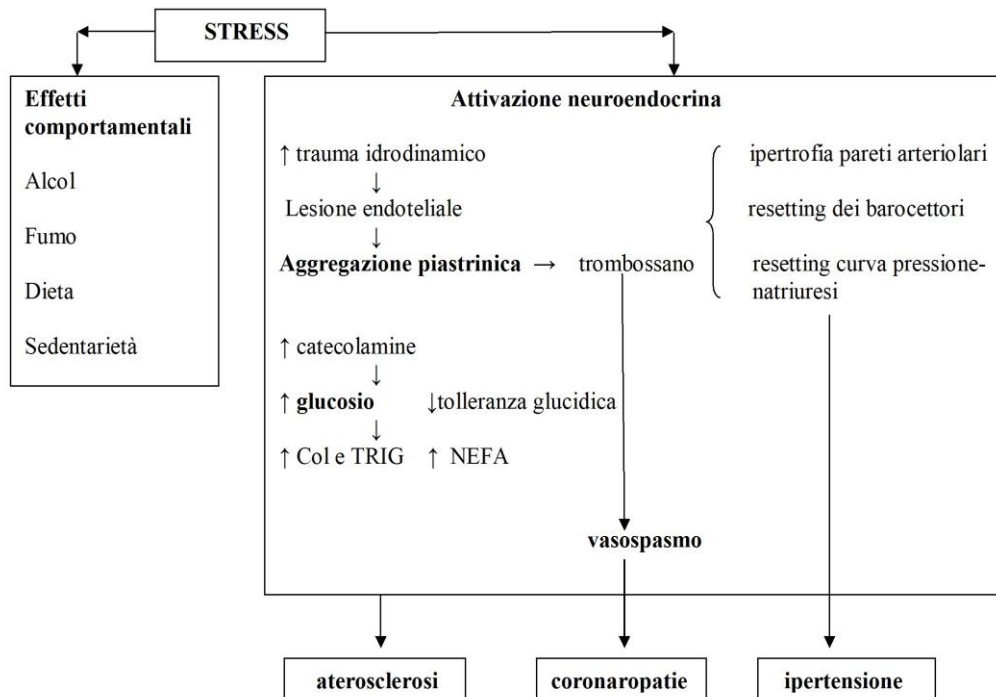 STRESS
Effetti
comportamentali
Alcol
Fumo
Dieta
Sedentarietà
Attivazione neuroendocrina
↑ trauma idrodinamico
↓
Lesione endoteliale
↓
Aggregazione piastrinica → trombossano
↑ catecolamine
↓
↑ glucosio ↓tolleranza glucidica
↓
↑ Col e TRIG ↑ NEFA
ipertrofia pareti arteriolari
resetting dei barocettori
resetting curva pressione-
natriuresi
vasospasmo
aterosclerosi
coronaropatie
ipertensione